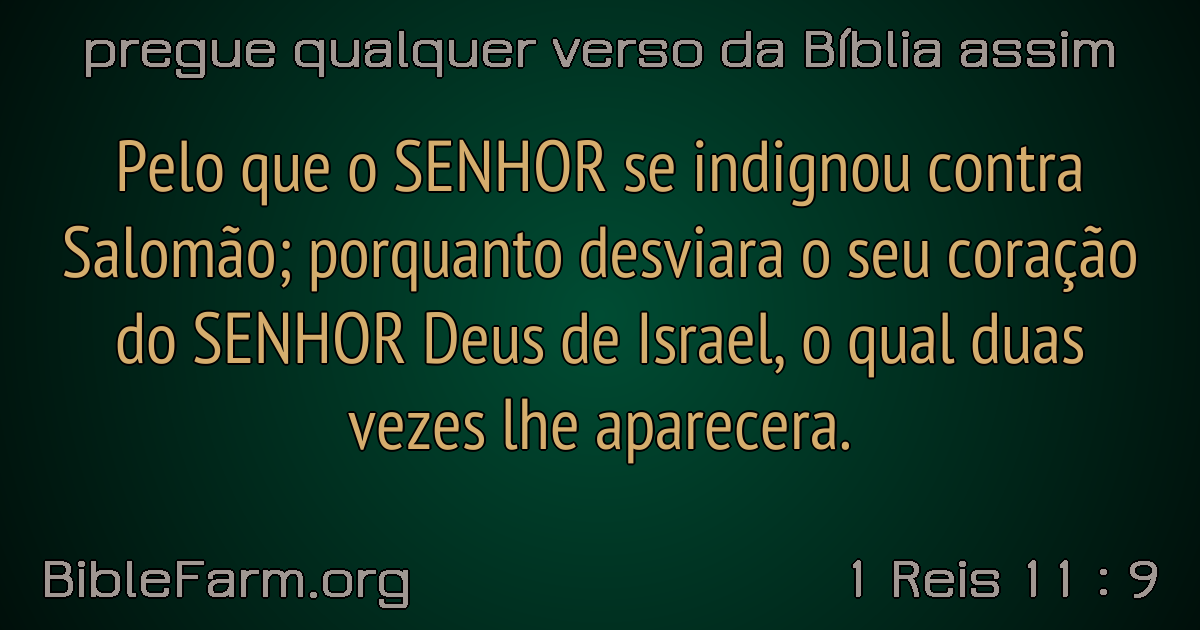 pregue qualquer verso da Bíblia assim
Pelo que o SENHOR se indignou contra
Salomão; porquanto desviara o seu coração
do SENHOR Deus de Israel, o qual duas
vezes lhe aparecera.
BibleFarm.org
1 Reis 11 : 9